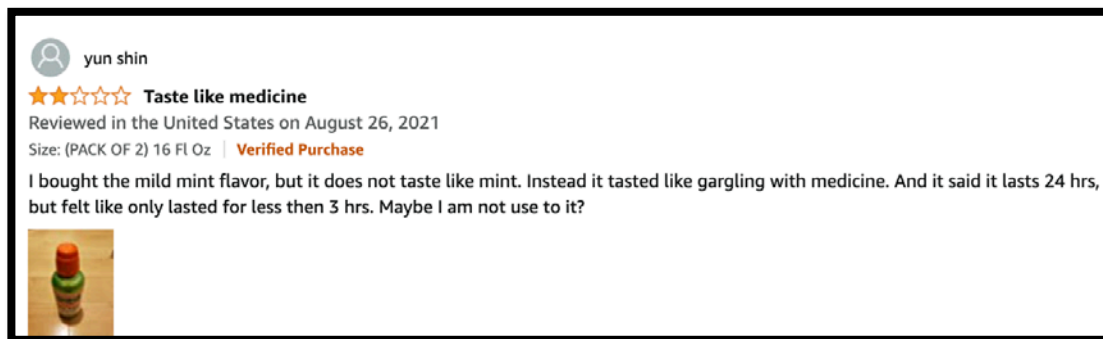 yun shin
Taste like medicine
Reviewed in the United States on August 26, 2021
Size: (PACK OF 2) 16 Fl Oz | Verified Purchase
I bought the mild mint flavor, but it does not taste like mint. Instead it tasted like gargling with medicine. And it said it lasts 24 hrs,
but felt like only lasted for less then 3 hrs. Maybe I am not use to it?